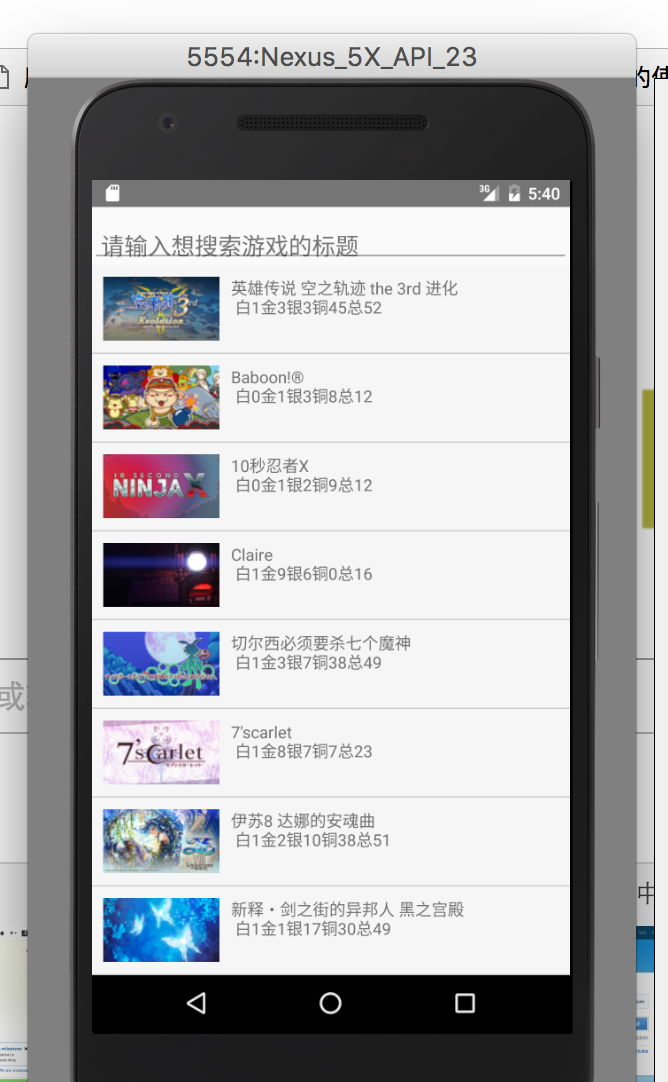 5554:Nexus_5X_API_23
3G 5:40
请输入想搜索游戏的标题
英雄传说 空之轨迹 the 3rd 进化
白1金3银3铜45总52
Baboon!®
白0金1银3铜8总12
10秒忍者X
白0金1银2铜9总12
10 SECOND
NINJA X
Claire
白1金9银6铜0总16
切尔西必须要杀七个魔神
白1金3银7铜38总49
7'scarlet
白1金8银7铜7总23
7'scarlet
伊苏8 达娜的安魂曲
白1金2银10铜38总51
新释・剑之街的异邦人 黑之宫殿
白1金1银17铜30总49
或
中